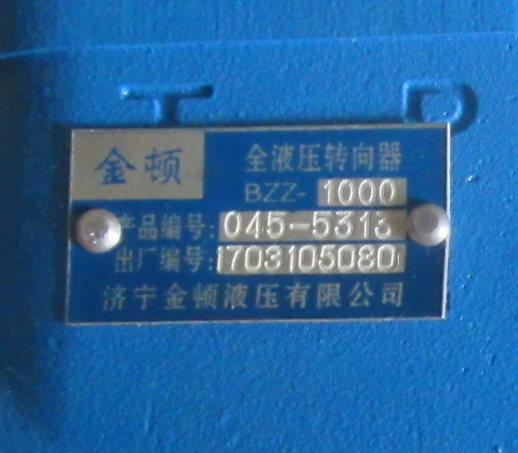 T P
金顿
全液压转向器
BZZ- 1000
产品编号: 045-5313
出厂编号: 1703105080
济宁金顿液压有限公司